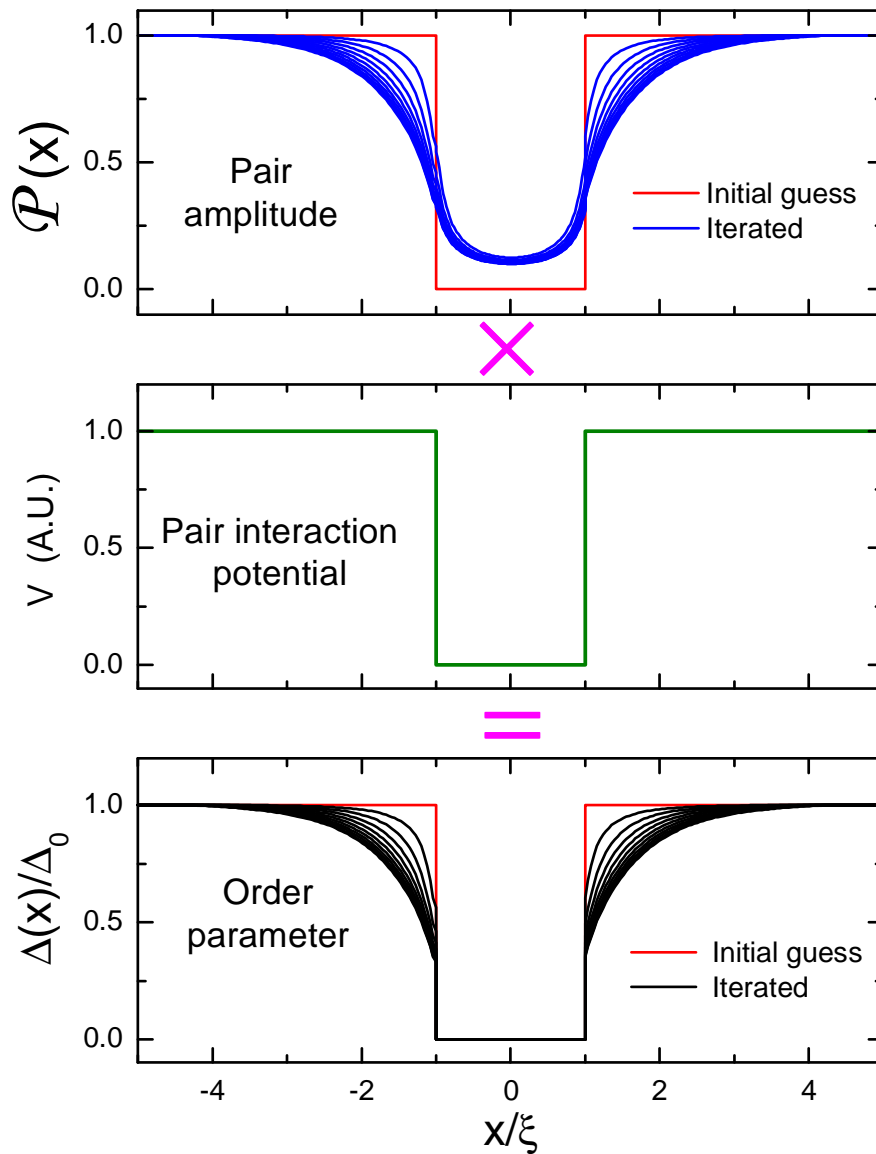 1.0
0.5
0.0
𝒫(x)
Pair
amplitude
Initial guess
Iterated
×
1.0
0.5
0.0
V (A.U.)
Pair interaction
potential
=
1.0
0.5
0.0
Δ(x)/Δ₀
Order
parameter
Initial guess
Iterated
-4 -2 0 2 4
x/ξ